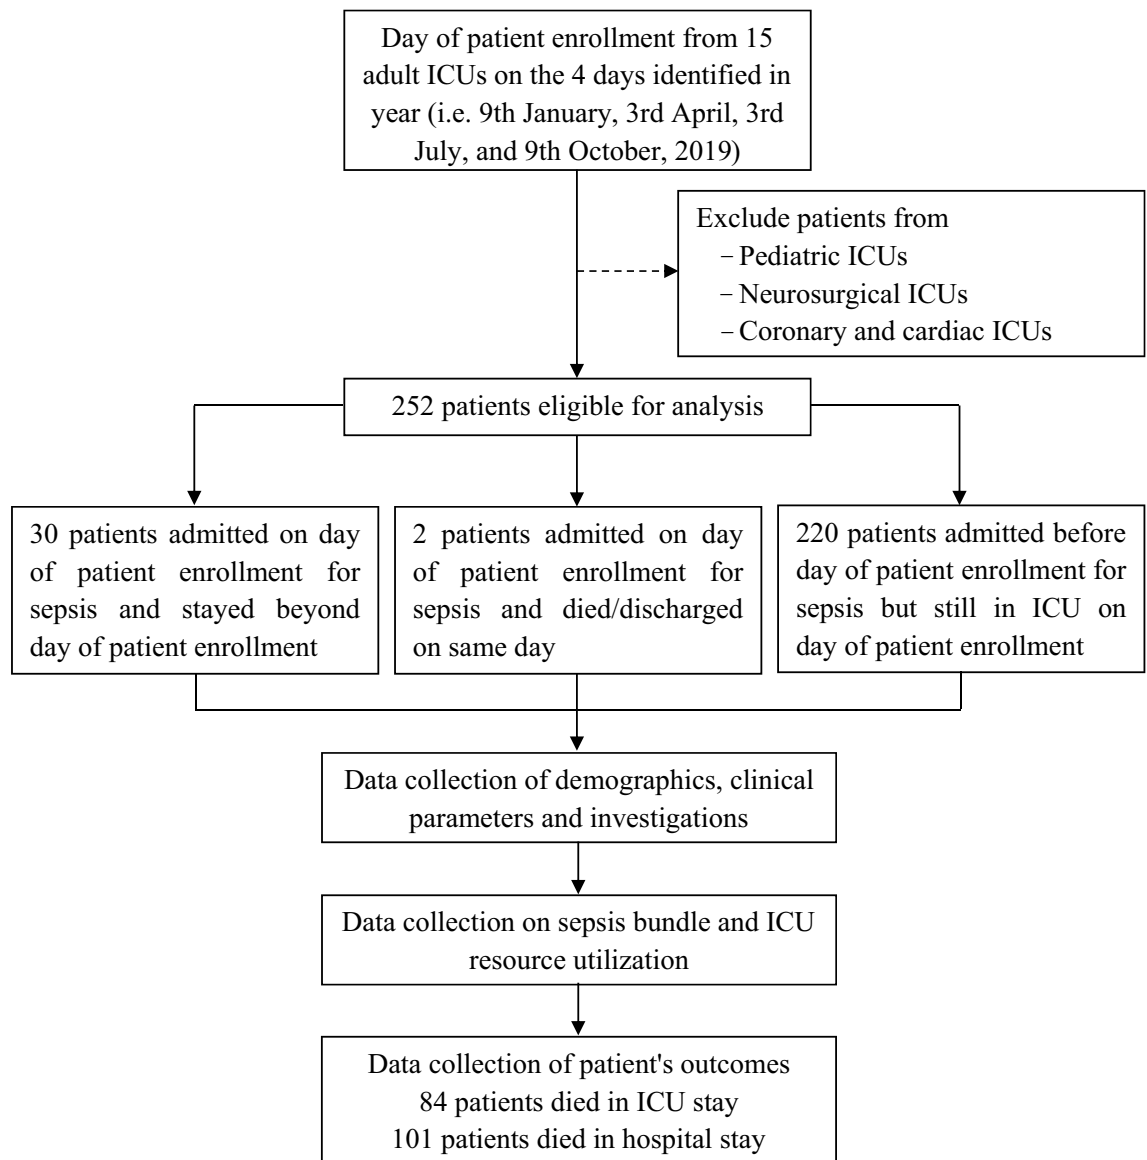 Day of patient enrollment from 15
adult ICUs on the 4 days identified in
year (i.e. 9th January, 3rd April, 3rd
July, and 9th October, 2019)
Exclude patients from
– Pediatric ICUs
– Neurosurgical ICUs
– Coronary and cardiac ICUs
252 patients eligible for analysis
30 patients admitted on day
of patient enrollment for
sepsis and stayed beyond
day of patient enrollment
2 patients admitted on day
of patient enrollment for
sepsis and died/discharged
on same day
220 patients admitted before
day of patient enrollment for
sepsis but still in ICU on
day of patient enrollment
Data collection of demographics, clinical
parameters and investigations
Data collection on sepsis bundle and ICU
resource utilization
Data collection of patient's outcomes
84 patients died in ICU stay
101 patients died in hospital stay